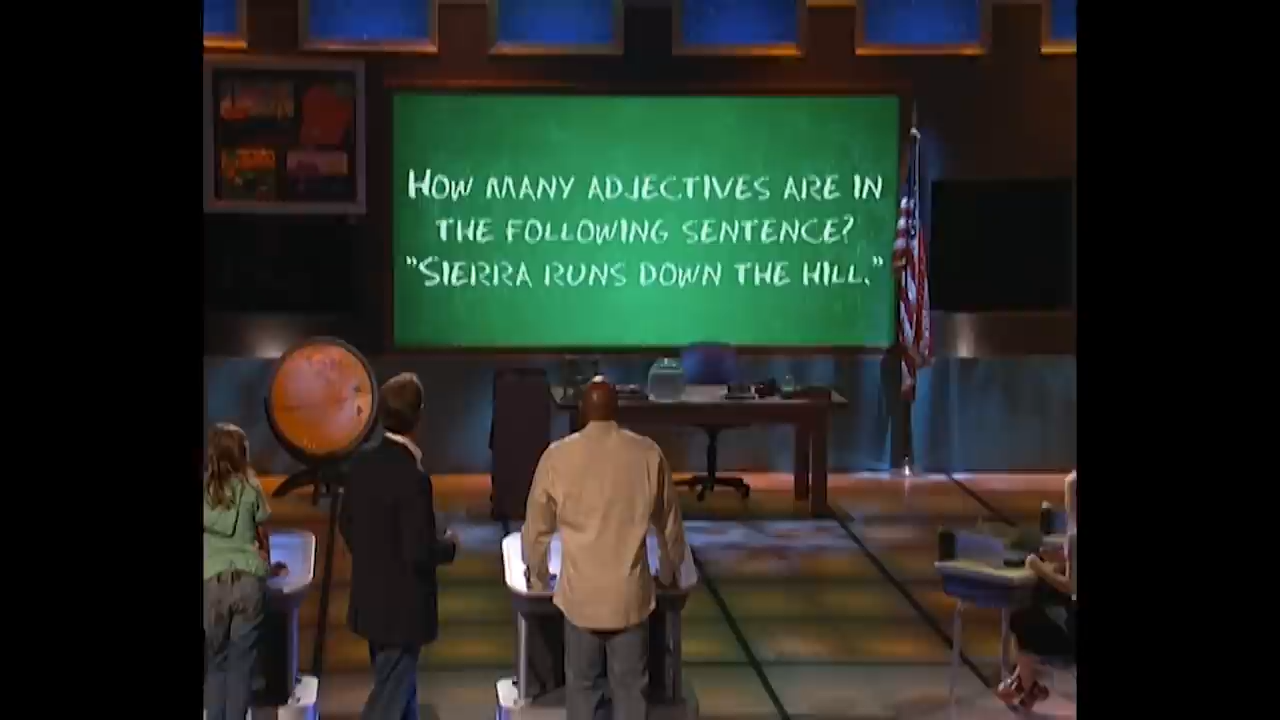 HOW MANY ADJECTIVES ARE IN
THE FOLLOWING SENTENCE?
"SIERRA RUNS DOWN THE HILL."